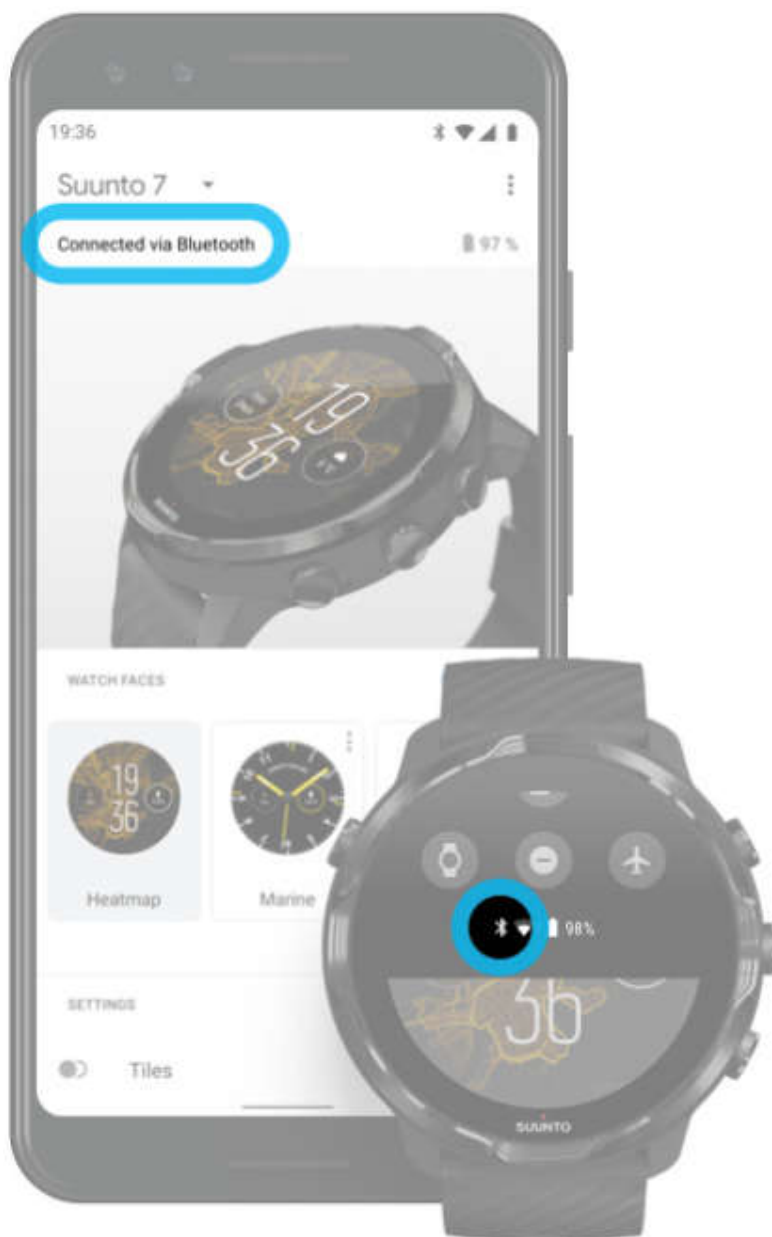 19:36
Suunto 7
Connected via Bluetooth
97 %
19
36
SUUNTO
WATCH FACES
19
36
Heatmap
Marine
98%
36
SUUNTO
SETTINGS
Tiles